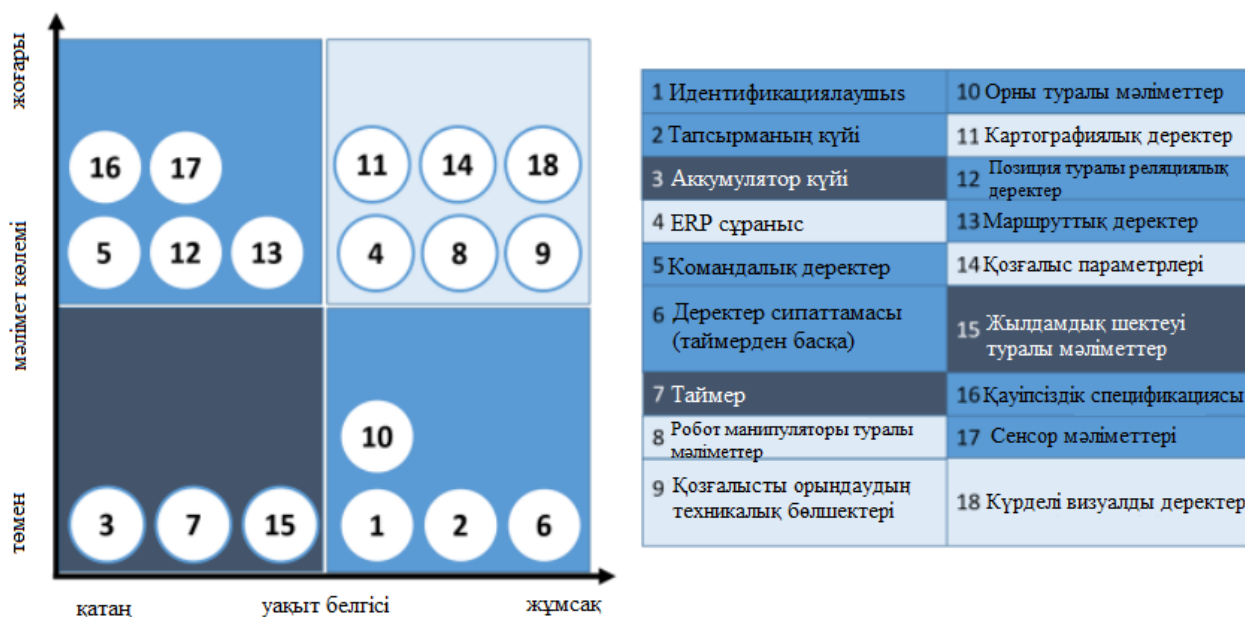 жоғары
мәлімет көлемі
төмен
16 17
5 12 13
11 14 18
4 8 9
3 7 15
10
1 2 6
қатаң
уақыт белгісі
жұмсақ
1 Идентификациялаушыs
2 Тапсырманың күйі
3 Аккумулятор күйі
4 ERP сұраныс
5 Командалық деректер
6 Деректер сипаттамасы
(таймерден басқа)
7 Таймер
8 Робот манипуляторы туралы
мәліметтер
9 Қозғалысты орындаудың
техникалық бөлшектері
10 Орны туралы мәліметтер
11 Картографиялық деректер
12 Позиция туралы реляциялық
деректер
13 Маршруттық деректер
14 Қозғалыс параметрлері
15 Жылдамдық шектеуі
туралы мәліметтер
16 Қауіпсіздік спецификациясы
17 Сенсор мәліметтері
18 Күрделі визуалды деректер